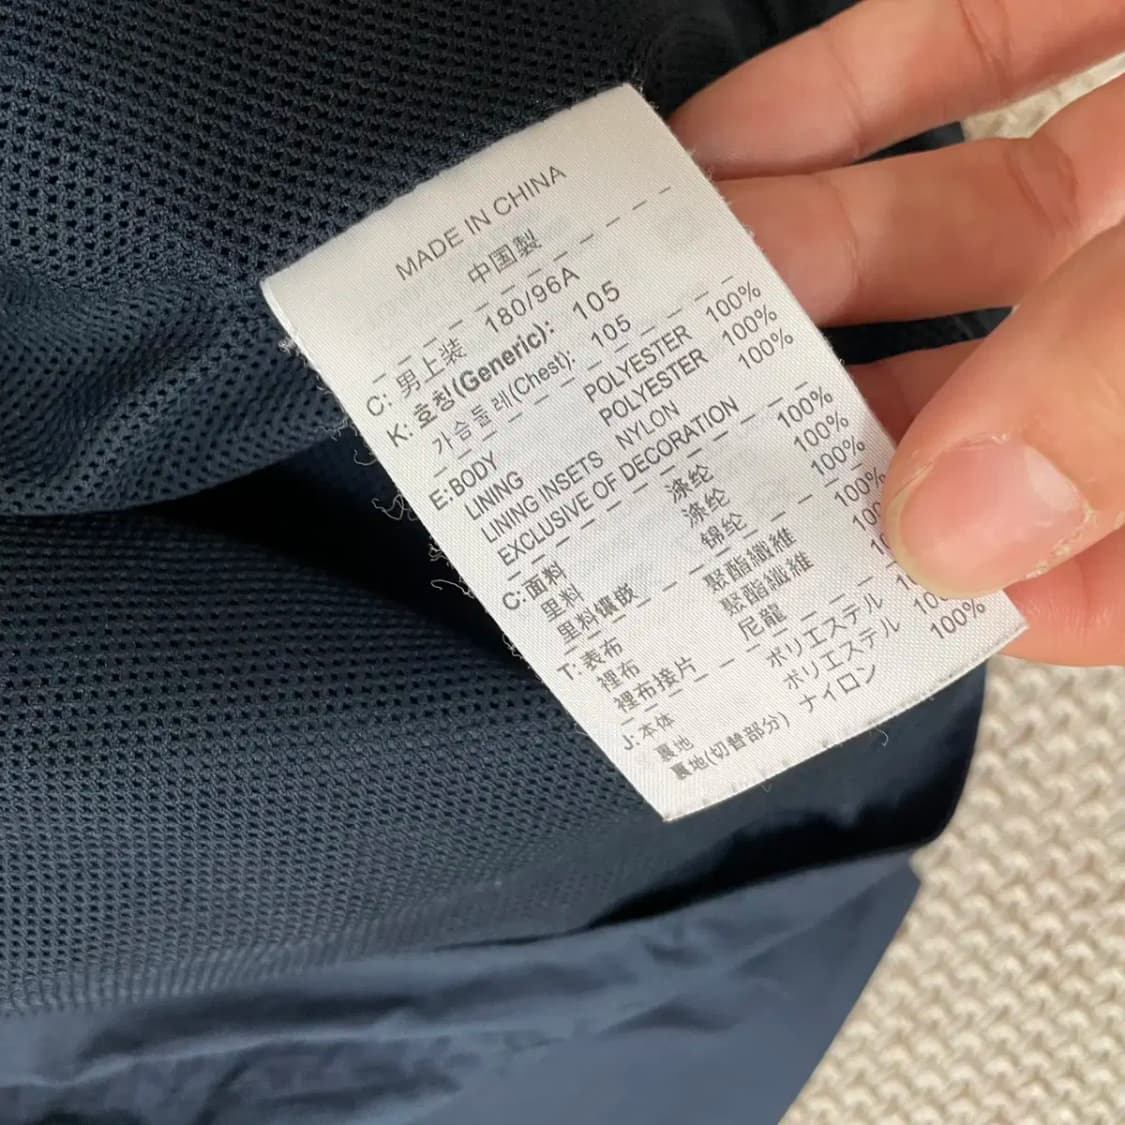 MADE IN CHINA
中国製
C: 男上装 180/96A
K: 호칭(Generic): 105
가슴둘레(Chest): 105
E: BODY POLYESTER 100%
LINING POLYESTER 100%
LINING INSETS NYLON 100%
EXCLUSIVE OF DECORATION
C: 面料 涤纶 100%
里料 涤纶 100%
里料镶嵌 锦纶 100%
T: 表布 聚酯纖維 100%
裡布 聚酯纖維
裡布接片 尼龍
J: 本体 ポリエステル
裏地 ポリエステル
裏地(切替部分) ナイロン 100%